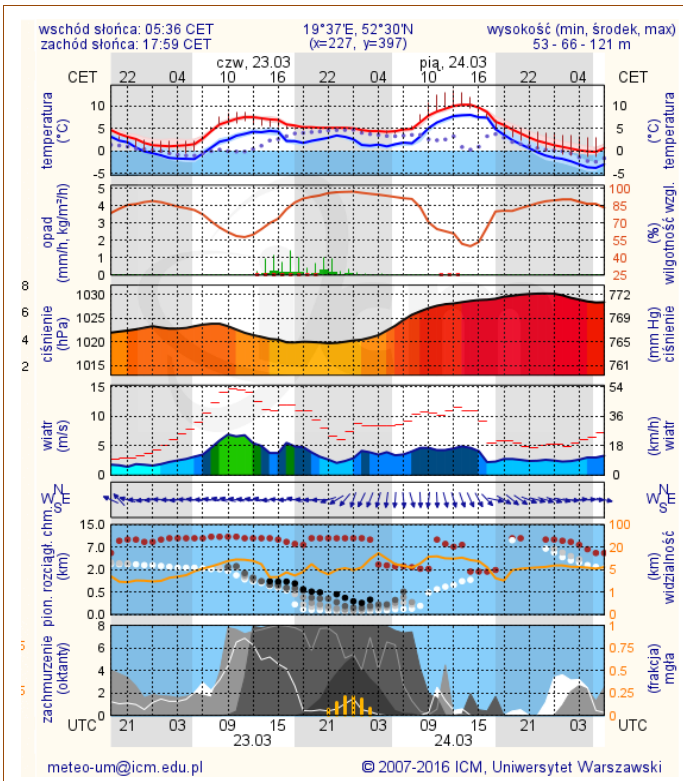 wschód słońca: 05:36 CET 19°37'E, 52°30'N wysokość (min, środek, max)
zachód słońca: 17:59 CET (x=227, y=397) 53 - 66 - 121 m
czw, 23.03 pią, 24.03
CET 22 04 10 16 22 04 10 16 22 04 CET
temperatura (°C) 10 5 0 -5 10 5 0 -5 (°C) temperatura
opad (mm/h, kg/m²/h) 5 4 3 2 1 0 100 85 70 55 40 25 (%) wilgotność wzgl.
8 6 4 2
ciśnienie (hPa) 1030 1025 1020 1015 772 769 765 761 (mm Hg) ciśnienie
wiatr (m/s) 15 10 5 0 54 36 18 0 (km/h) wiatr
N W E S N W E S
pion. rozciągł. chm. (km) 15.0 7.0 2.0 0.5 0.0 100 20 5 1 0 (km) widzialność
zachmurzenie (oktanty) 8 6 4 2 0 1 0.75 0.5 0.25 0 (frakcja) mgła
5
5
UTC 21 03 09 15 21 03 09 15 21 03 UTC
23.03 24.03
meteo-um@icm.edu.pl © 2007-2016 ICM, Uniwersytet Warszawski